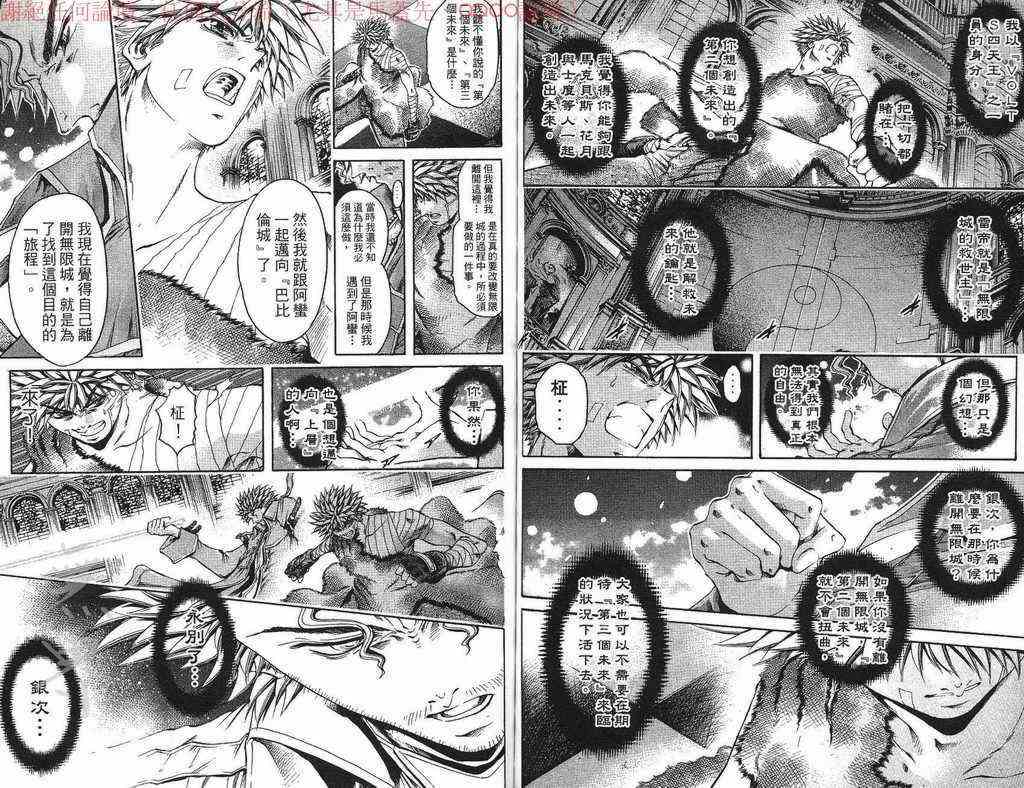 我以『VOLT
S四天王』之一
員的身分，
把一切都
賭在…
你想創造出的『
第二個未來』。
我覺得你能夠跟
馬克貝斯、花月
與士度等人一起
創造出未來。
雷帝就是『無限
城的救世主』…
他就是解救未
來的鑰匙…
但那只是
個幻想…
其實我們根本
無法得到真正
的自由。
……
柾…
銀次，你為什
麼要在那時候
離開無限城？
如果你沒有離
開無限城，『
第二個未來』
就不會扭曲。
大家也可以不需要在期
待『第三個未來』來臨
的狀況下活下去。
我聽不懂你說的『第
二個未來』、『第三
個未來』是什麼…
但我覺得我
離開這裡…
是在真的要改變無限
城的過程中，所必須
要做的一件事。
當時我還不知
道為什麼我必
須這麼做，
但是那時候我
遇到了阿蠻
然後我就跟阿蠻
一起邁向『巴比
倫城』了。
我現在覺得自己離
開無限城，就是為
了找到這個目的的
「旅程」。
你果然…
也是個想邁
向『上層』
的人啊…
柾！
來了！
永別了…
銀次…